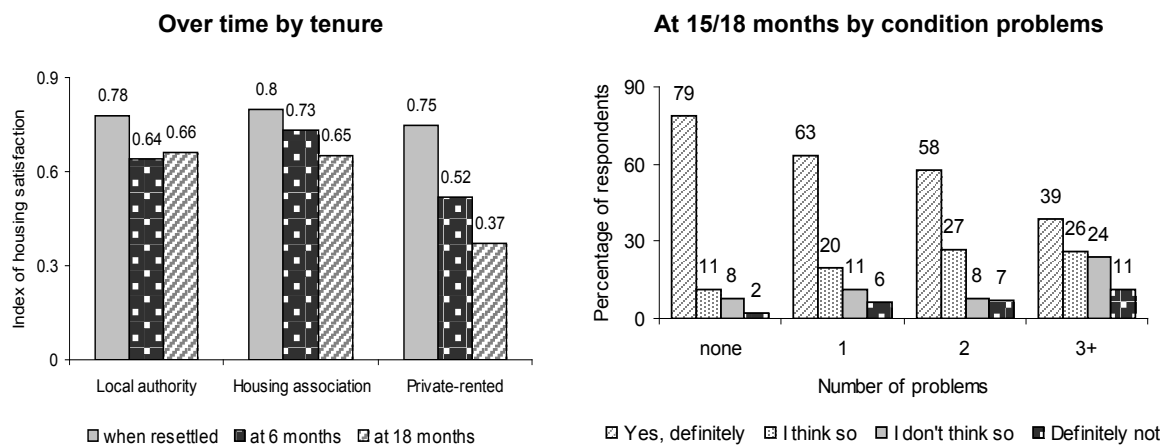 Over time by tenure
Index of housing satisfaction
0.9
0.6
0.3
0
0.78
0.64
0.66
0.8
0.73
0.65
0.75
0.52
0.37
Local authority
Housing association
Private-rented
when resettled
at 6 months
at 18 months
At 15/18 months by condition problems
Percentage of respondents
90
60
30
0
79
11
8
2
63
20
11
6
58
27
8
7
39
26
24
11
none
1
2
3+
Number of problems
Yes, definitely
I think so
I don't think so
Definitely not